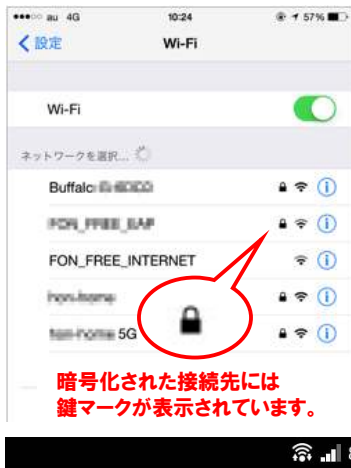 au 4G 10:24 57%
設定 Wi-Fi
Wi-Fi
ネットワークを選択...
Buffalo
FON_FREE_INTERNET
5G
暗号化された接続先には
鍵マークが表示されています。